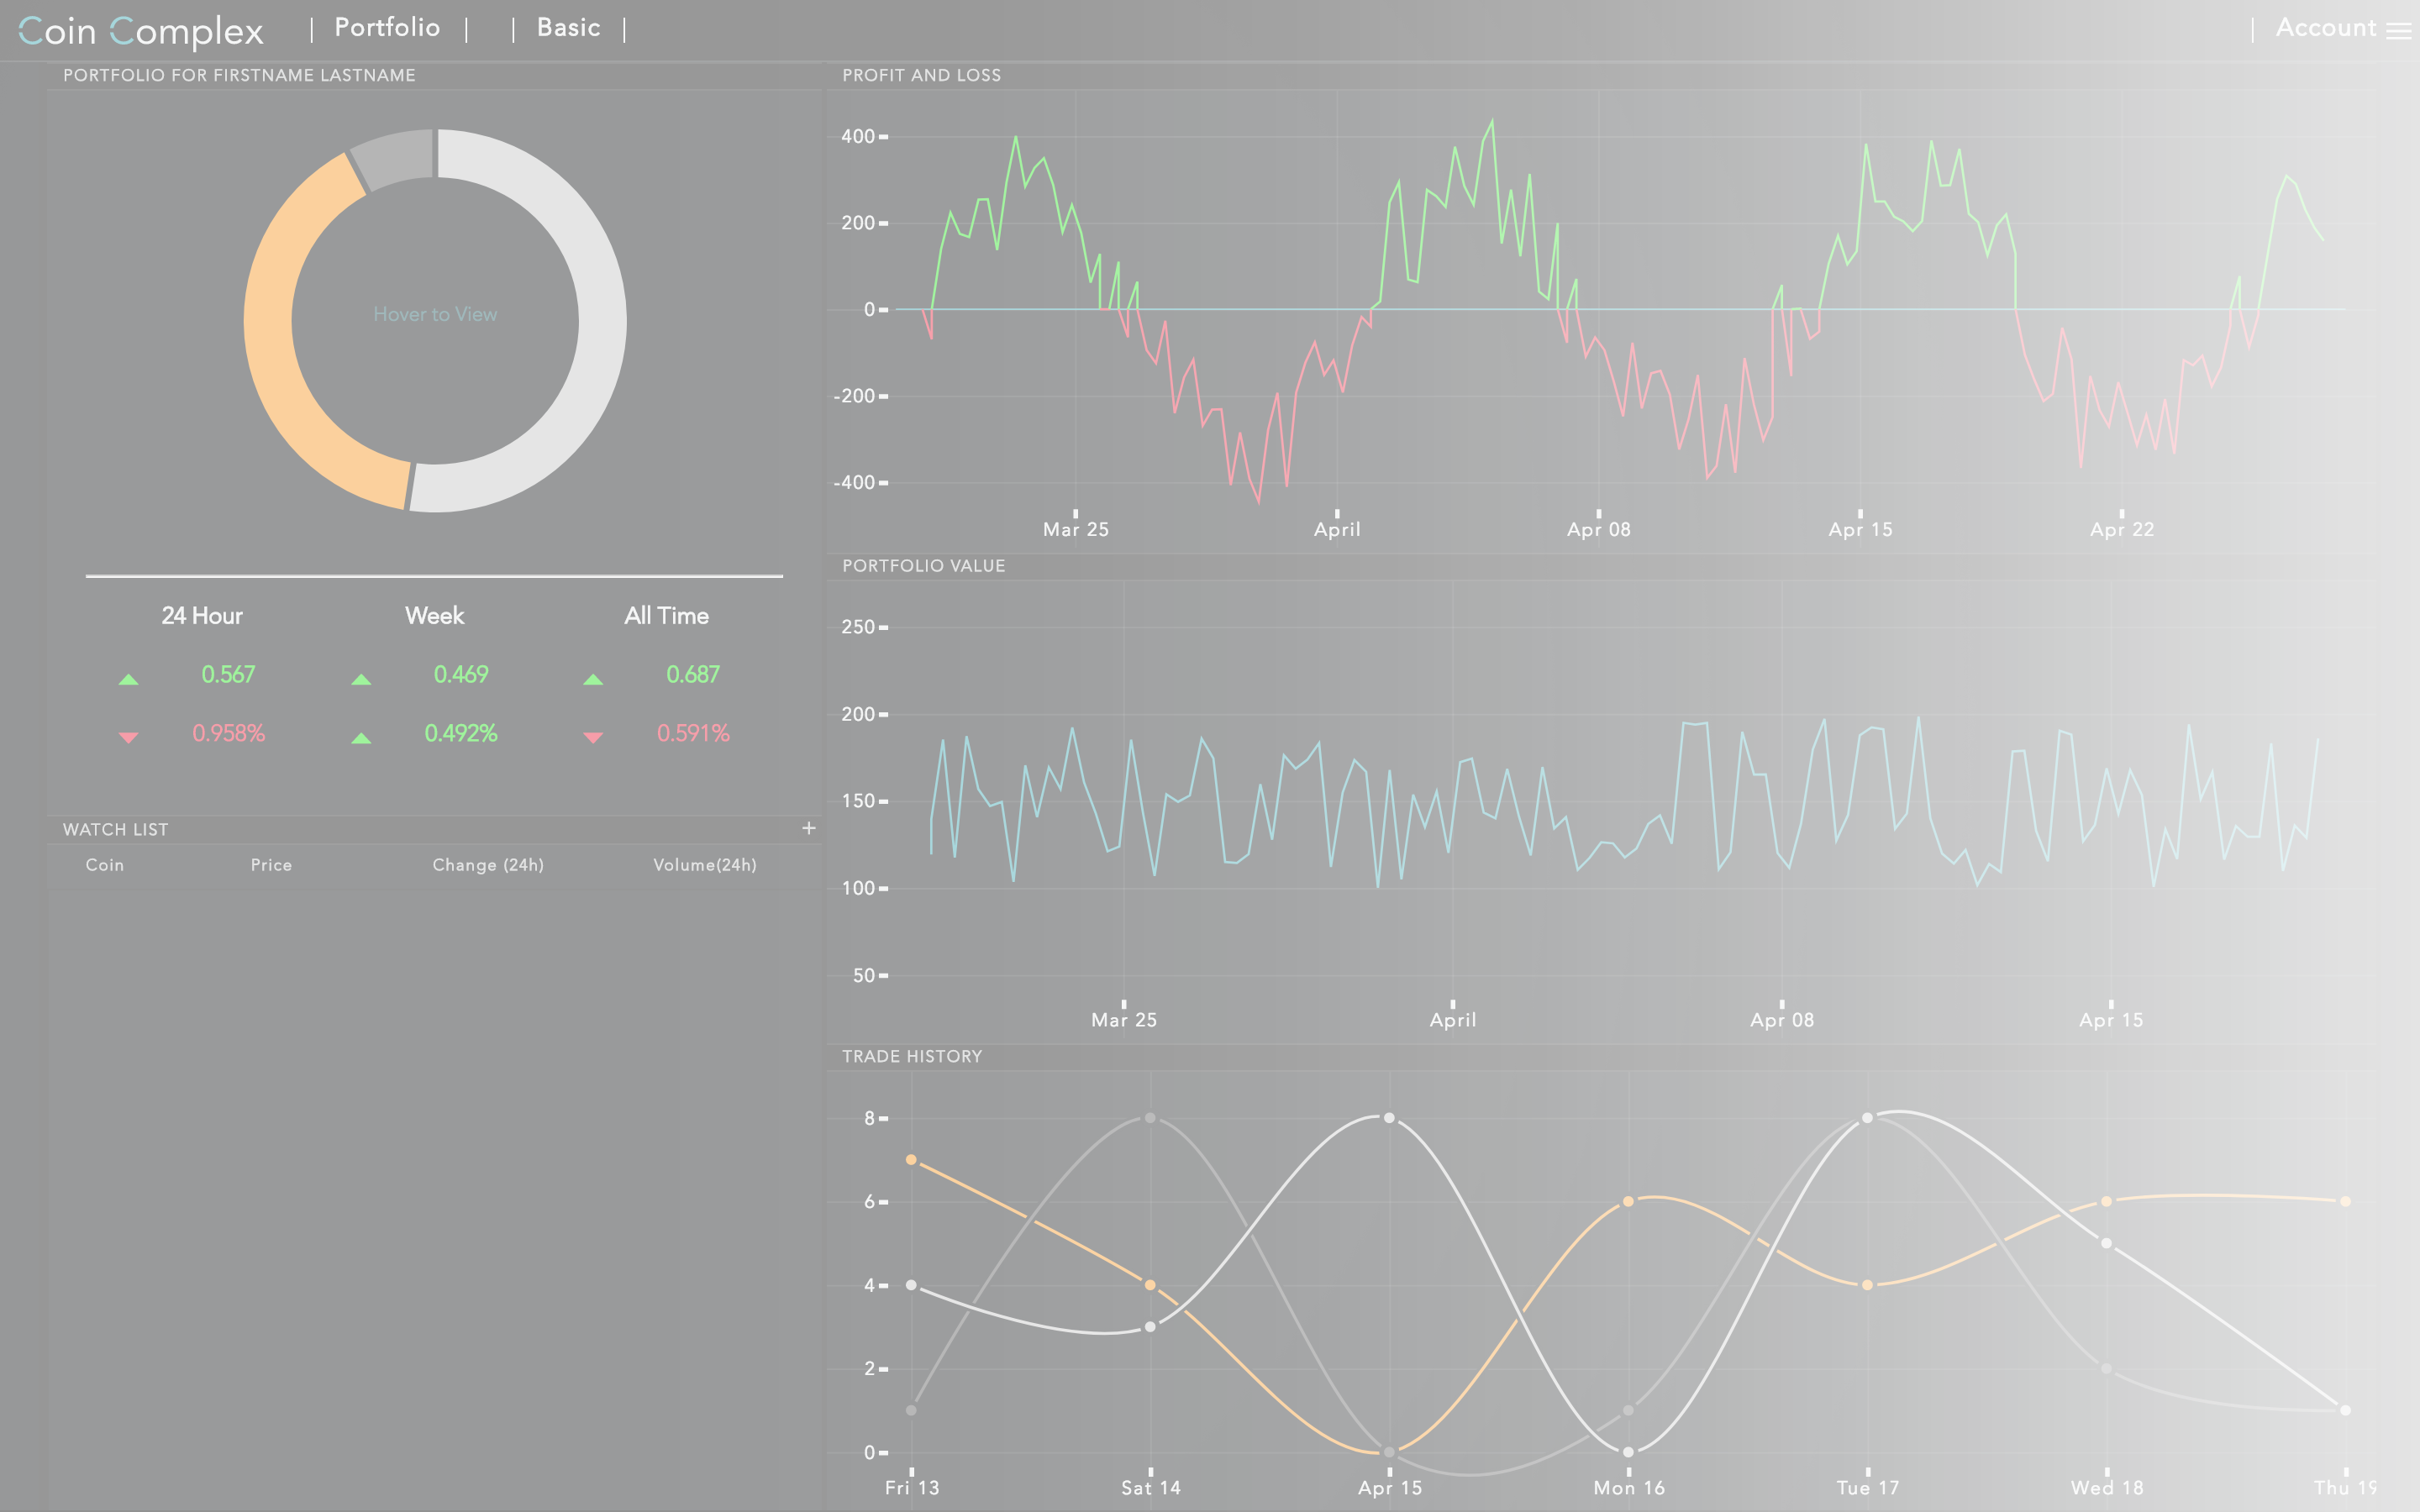 Coin Complex
Portfolio
Basic
Account
PORTFOLIO FOR FIRSTNAME LASTNAME
Hover to View
24 Hour Week All Time
0.567 0.469 0.687
0.958% 0.492% 0.591%
WATCH LIST +
Coin Price Change (24h) Volume(24h)
PROFIT AND LOSS
400
200
0
-200
-400
Mar 25 April Apr 08 Apr 15 Apr 22
PORTFOLIO VALUE
250
200
150
100
50
Mar 25 April Apr 08 Apr 15
TRADE HISTORY
8
6
4
2
0
Fri 13 Sat 14 Apr 15 Mon 16 Tue 17 Wed 18 Thu 19